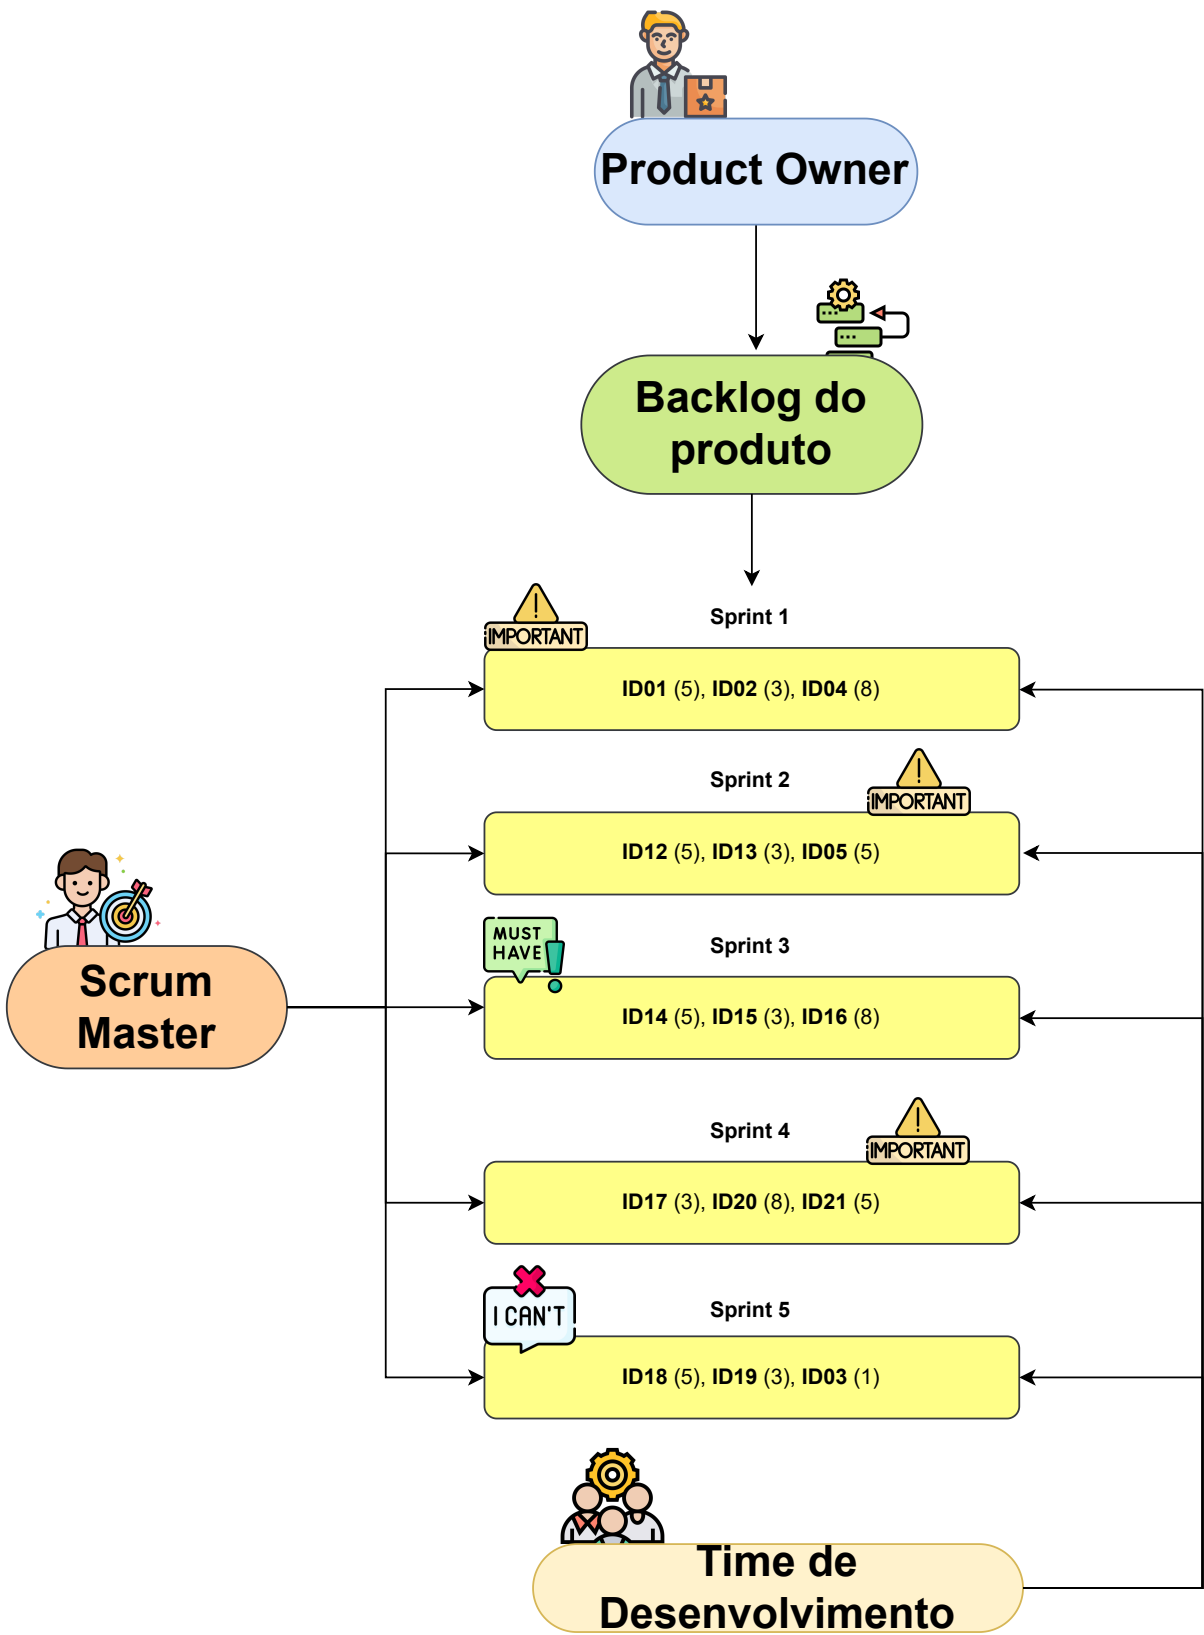 Product Owner
Backlog do
produto
Sprint 1
IMPORTANT
ID01 (5), ID02 (3), ID04 (8)
Sprint 2
IMPORTANT
ID12 (5), ID13 (3), ID05 (5)
MUST
HAVE
Sprint 3
ID14 (5), ID15 (3), ID16 (8)
Scrum
Master
Sprint 4
IMPORTANT
ID17 (3), ID20 (8), ID21 (5)
I CAN'T
Sprint 5
ID18 (5), ID19 (3), ID03 (1)
Time de
Desenvolvimento